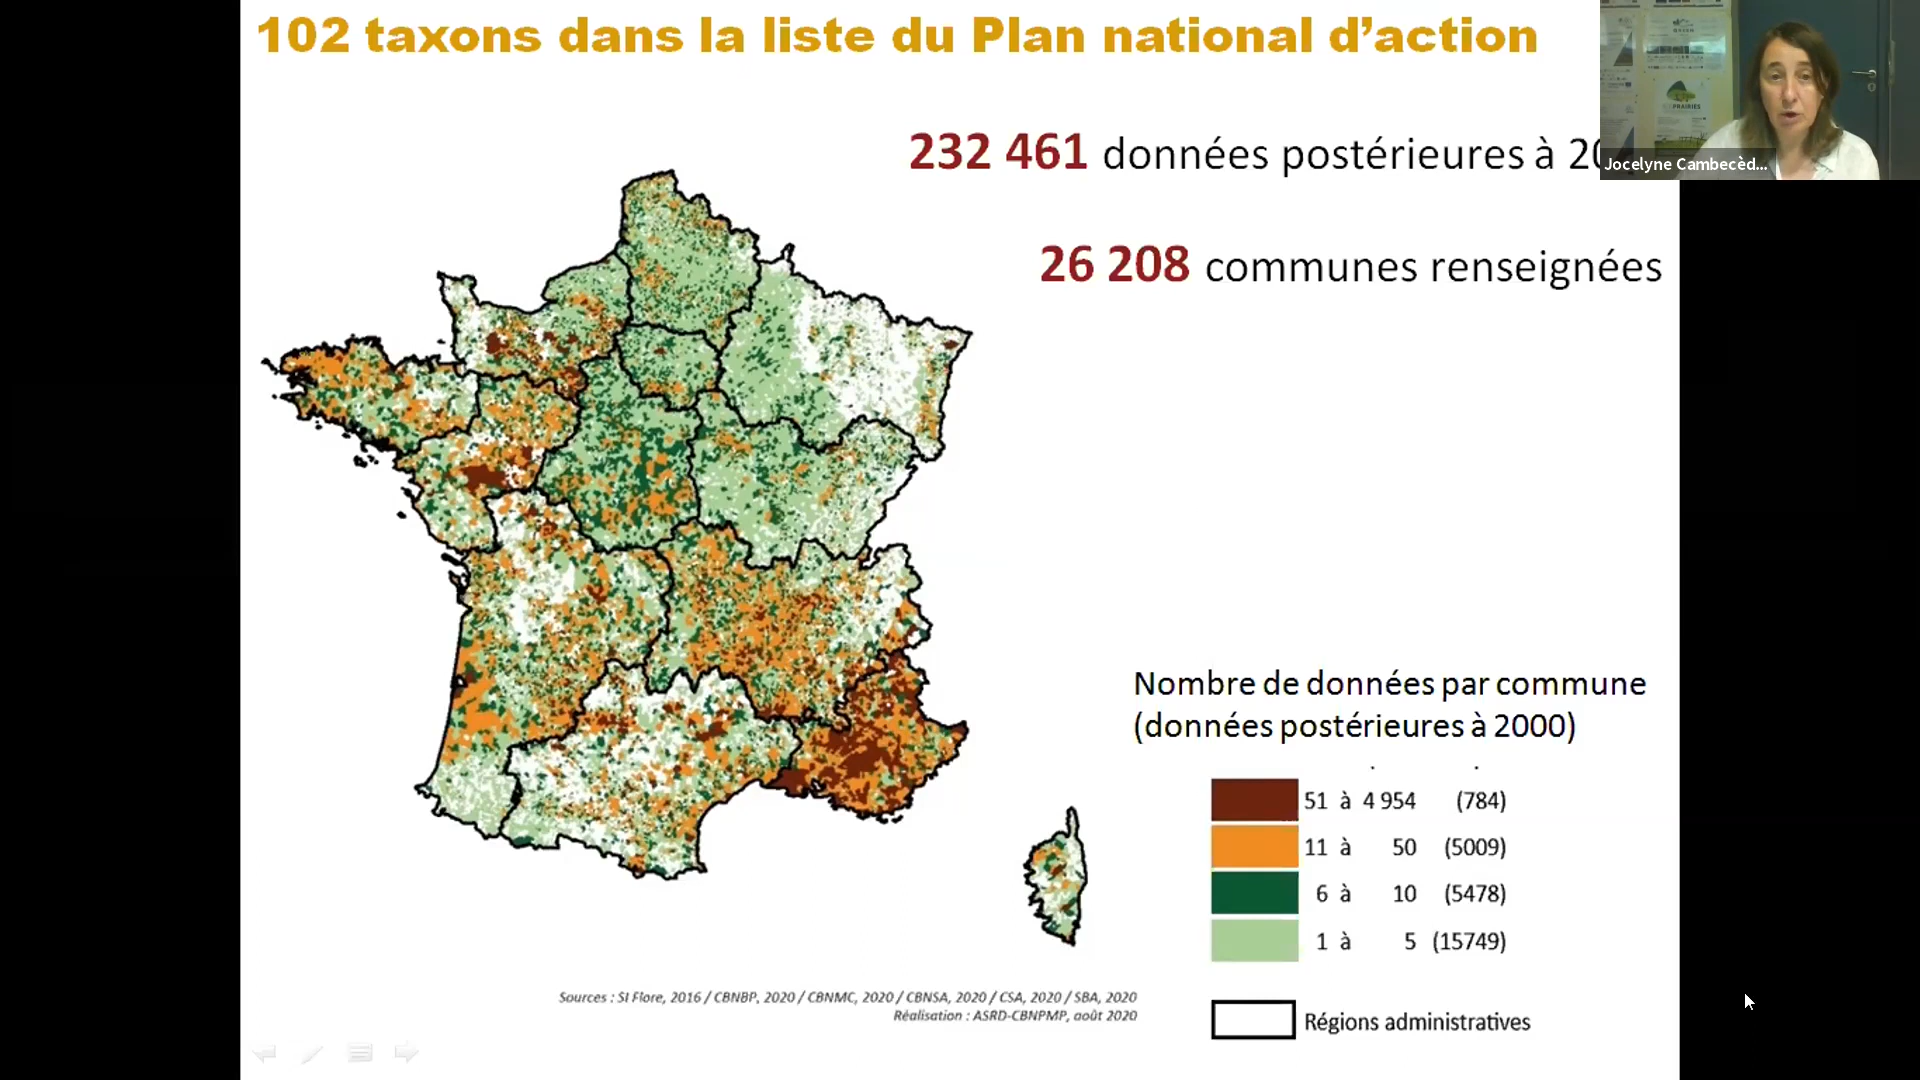 102 taxons dans la liste du Plan national d'action
232 461 données postérieures à
Jocelyne Cambecèd...
26 208 communes renseignées
Nombre de données par commune
(données postérieures à 2000)
51 à 4 954 (784)
11 à 50 (5009)
6 à 10 (5478)
1 à 5 (15749)
Régions administratives
Sources : SI Flore, 2016 / CBNBP, 2020 / CBNMC, 2020 / CBNSA, 2020 / CSA, 2020 / SBA, 2020
Réalisation : ASRD-CBNPMP, août 2020
PRAIRIES